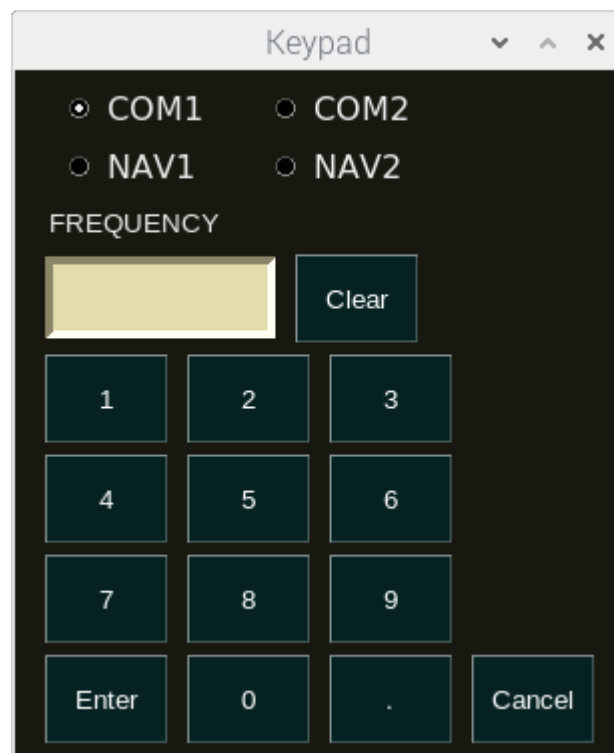 Keypad
COM1 COM2
NAV1 NAV2
FREQUENCY
Clear
1 2 3
4 5 6
7 8 9
Enter 0 . Cancel